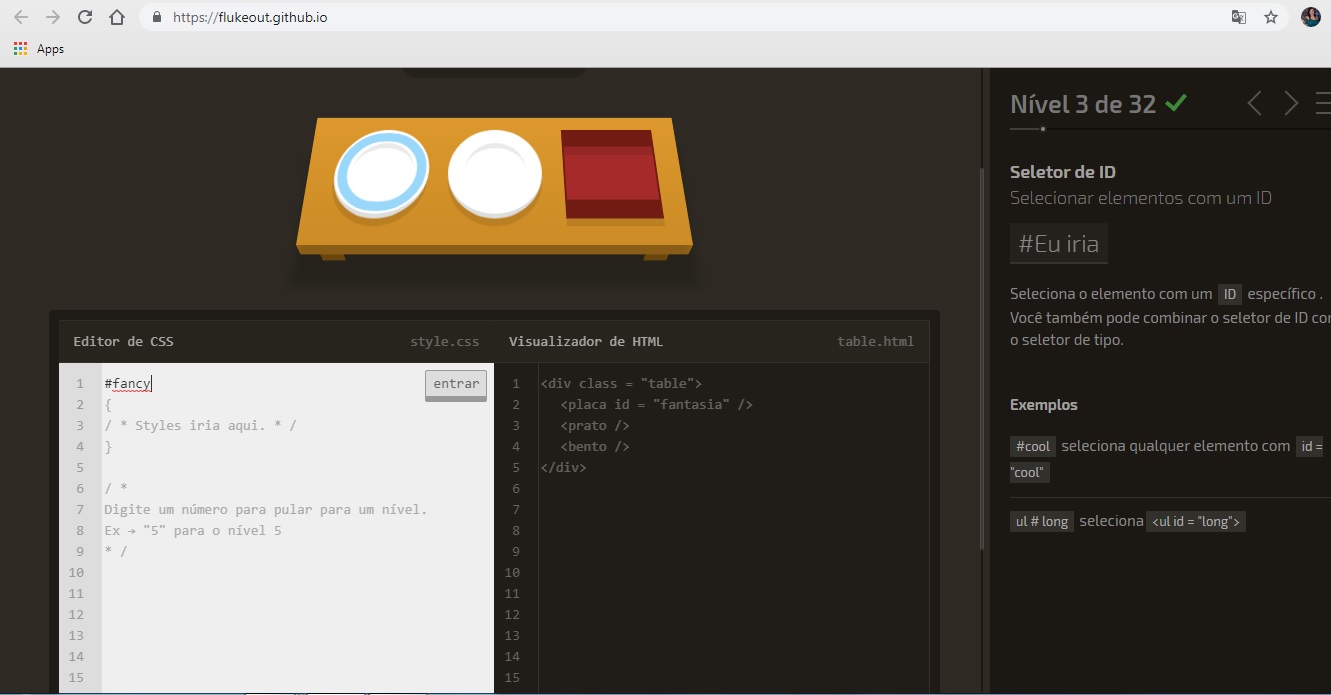 https://flukeout.github.io
Apps
Nível 3 de 32
Seletor de ID
Selecionar elementos com um ID
#Eu iria
Seleciona o elemento com um ID específico .
Você também pode combinar o seletor de ID con
o seletor de tipo.
Exemplos
#cool seleciona qualquer elemento com id =
"cool"
ul # long seleciona <ul id = "long">
Editor de CSS style.css
1 #fancy entrar
2 {
3 / * Styles iria aqui. * /
4 }
5
6 / *
7 Digite um número para pular para um nível.
8 Ex → "5" para o nível 5
9 * /
10
11
12
13
14
15
Visualizador de HTML table.html
1 <div class = "table">
2 <placa id = "fantasia" />
3 <prato />
4 <bento />
5 </div>
6
7
8
9
10
11
12
13
14
15